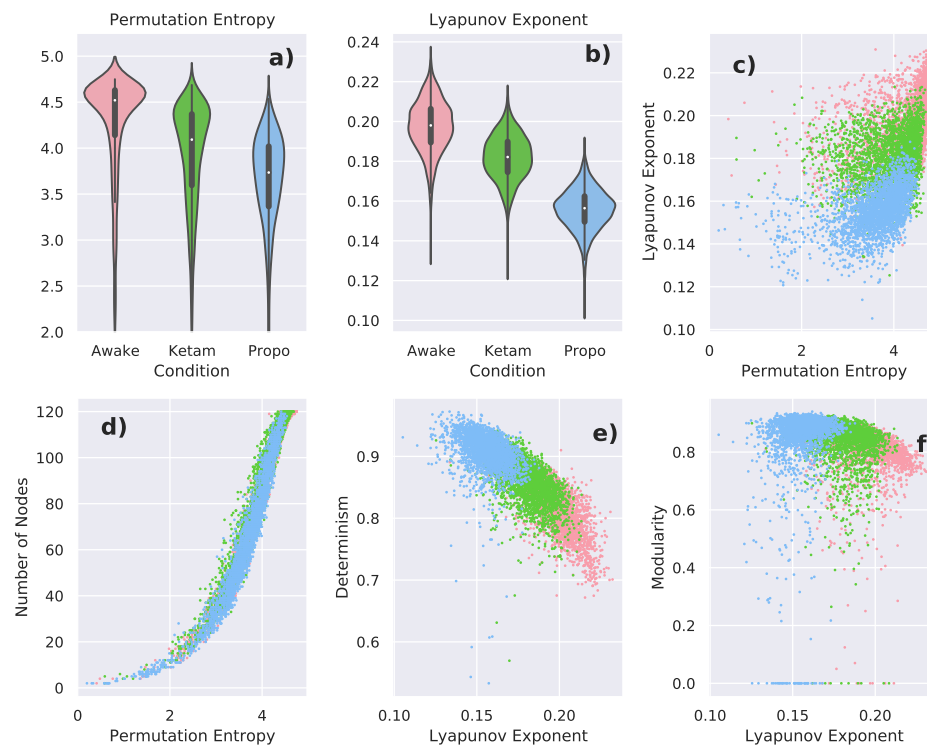 Permutation Entropy
a)
5.0
4.5
4.0
3.5
3.0
2.5
2.0
Awake Ketam Propo
Condition
Lyapunov Exponent
b)
0.24
0.22
0.20
0.18
0.16
0.14
0.12
0.10
Awake Ketam Propo
Condition
c)
Lyapunov Exponent
0.22
0.20
0.18
0.16
0.14
0.12
0.10
0 2 4
Permutation Entropy
d)
Number of Nodes
120
100
80
60
40
20
0
0 2 4
Permutation Entropy
e)
Determinism
0.9
0.8
0.7
0.6
0.10 0.15 0.20
Lyapunov Exponent
f
Modularity
0.8
0.6
0.4
0.2
0.0
0.10 0.15 0.20
Lyapunov Exponent